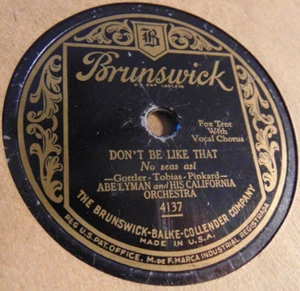 B
Brunswick
Fox Trot
With
Vocal Chorus
DON'T BE LIKE THAT
No seas asi
—Gottler-Tobias-Pinkard—
ABE LYMAN and HIS CALIFORNIA
ORCHESTRA
4137
THE BRUNSWICK-BALKE-COLLENDER COMPANY
MADE IN U.S.A.
REG U.S. PAT. OFFICE. M. DE F. MARCA INDUSTRIAL REGISTRADA